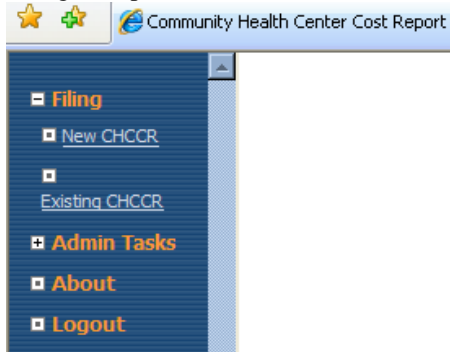 Community Health Center Cost Report
Filing
New CHCCR
Existing CHCCR
Admin Tasks
About
Logout